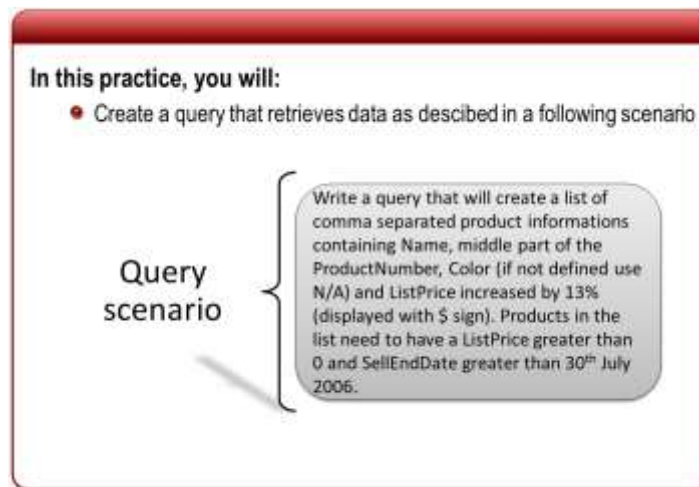 In this practice, you will:
Create a query that retrieves data as descibed in a following scenario
Query
scenario
Write a query that will create a list of
comma separated product informations
containing Name, middle part of the
ProductNumber, Color (if not defined use
N/A) and ListPrice increased by 13%
(displayed with $ sign). Products in the
list need to have a ListPrice greater than
0 and SellEndDate greater than 30th July
2006.